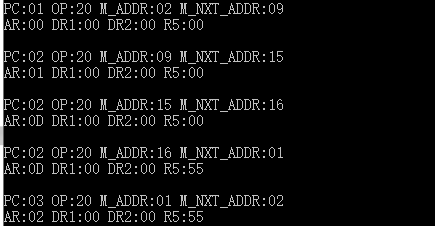 PC:01 OP:20 M_ADDR:02 M_NXT_ADDR:09
AR:00 DR1:00 DR2:00 R5:00
PC:02 OP:20 M_ADDR:09 M_NXT_ADDR:15
AR:01 DR1:00 DR2:00 R5:00
PC:02 OP:20 M_ADDR:15 M_NXT_ADDR:16
AR:0D DR1:00 DR2:00 R5:00
PC:02 OP:20 M_ADDR:16 M_NXT_ADDR:01
AR:0D DR1:00 DR2:00 R5:55
PC:03 OP:20 M_ADDR:01 M_NXT_ADDR:02
AR:02 DR1:00 DR2:00 R5:55